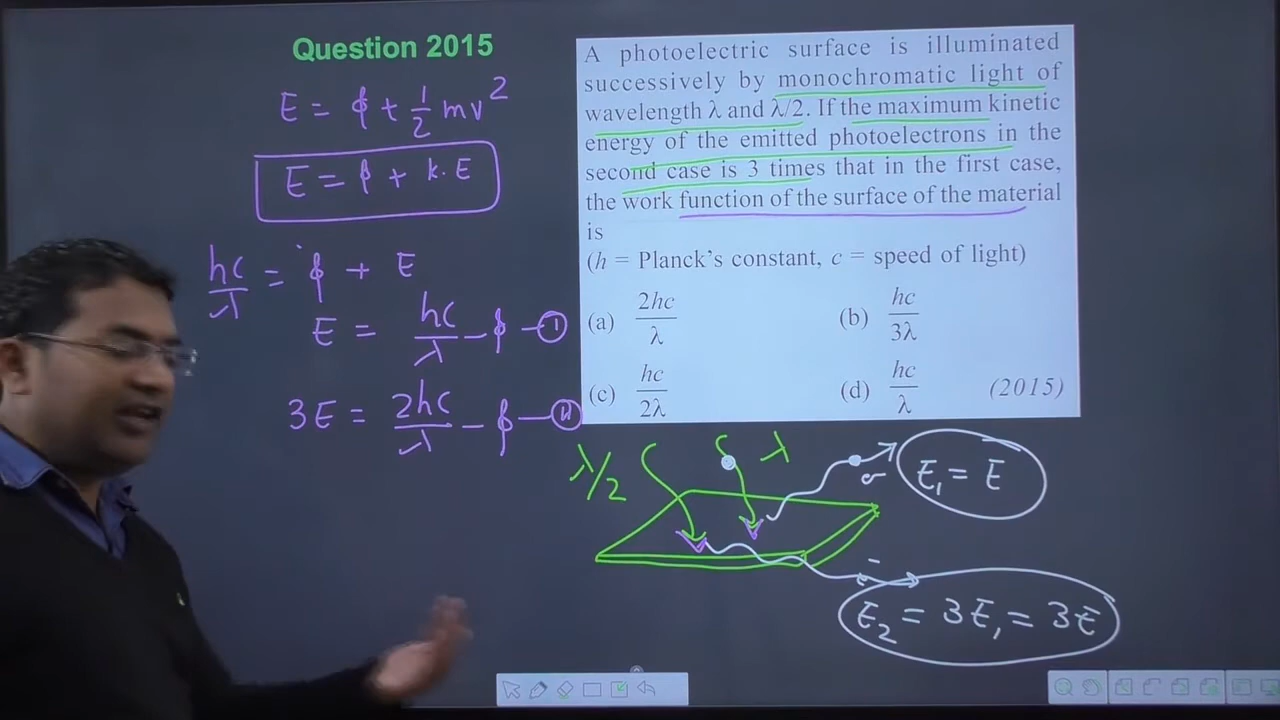 Question 2015
E = ϕ + 1/2 mv²
E = ϕ + k.E
hc/λ = ϕ + E
E = hc/λ - ϕ - I
3E = 2hc/λ - ϕ - II
A photoelectric surface is illuminated
successively by monochromatic light of
wavelength λ and λ/2. If the maximum kinetic
energy of the emitted photoelectrons in the
second case is 3 times that in the first case,
the work function of the surface of the material
is
(h = Planck's constant, c = speed of light)
(a) 2hc/λ (b) hc/3λ
(c) hc/2λ (d) hc/λ (2015)
λ/2 λ
e-
E₁ = E
e-
E₂ = 3E₁ = 3E